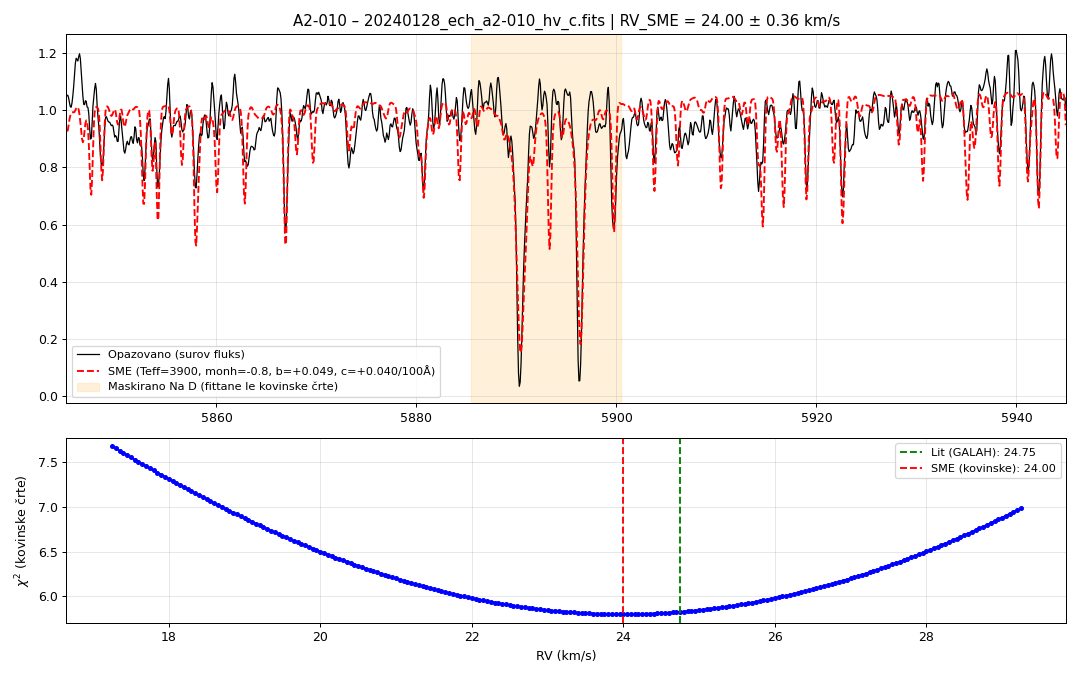 A2-010 – 20240128_ech_a2-010_hv_c.fits | RV_SME = 24.00 ± 0.36 km/s
1.2
1.0
0.8
0.6
0.4
0.2
0.0
Opazovano (surov fluks)
SME (Teff=3900, monh=-0.8, b=+0.049, c=+0.040/100Å)
Maskirano Na D (fittane le kovinske črte)
5860 5880 5900 5920 5940
7.5
7.0
6.5
6.0
χ² (kovinske črte)
Lit (GALAH): 24.75
SME (kovinske): 24.00
18 20 22 24 26 28
RV (km/s)